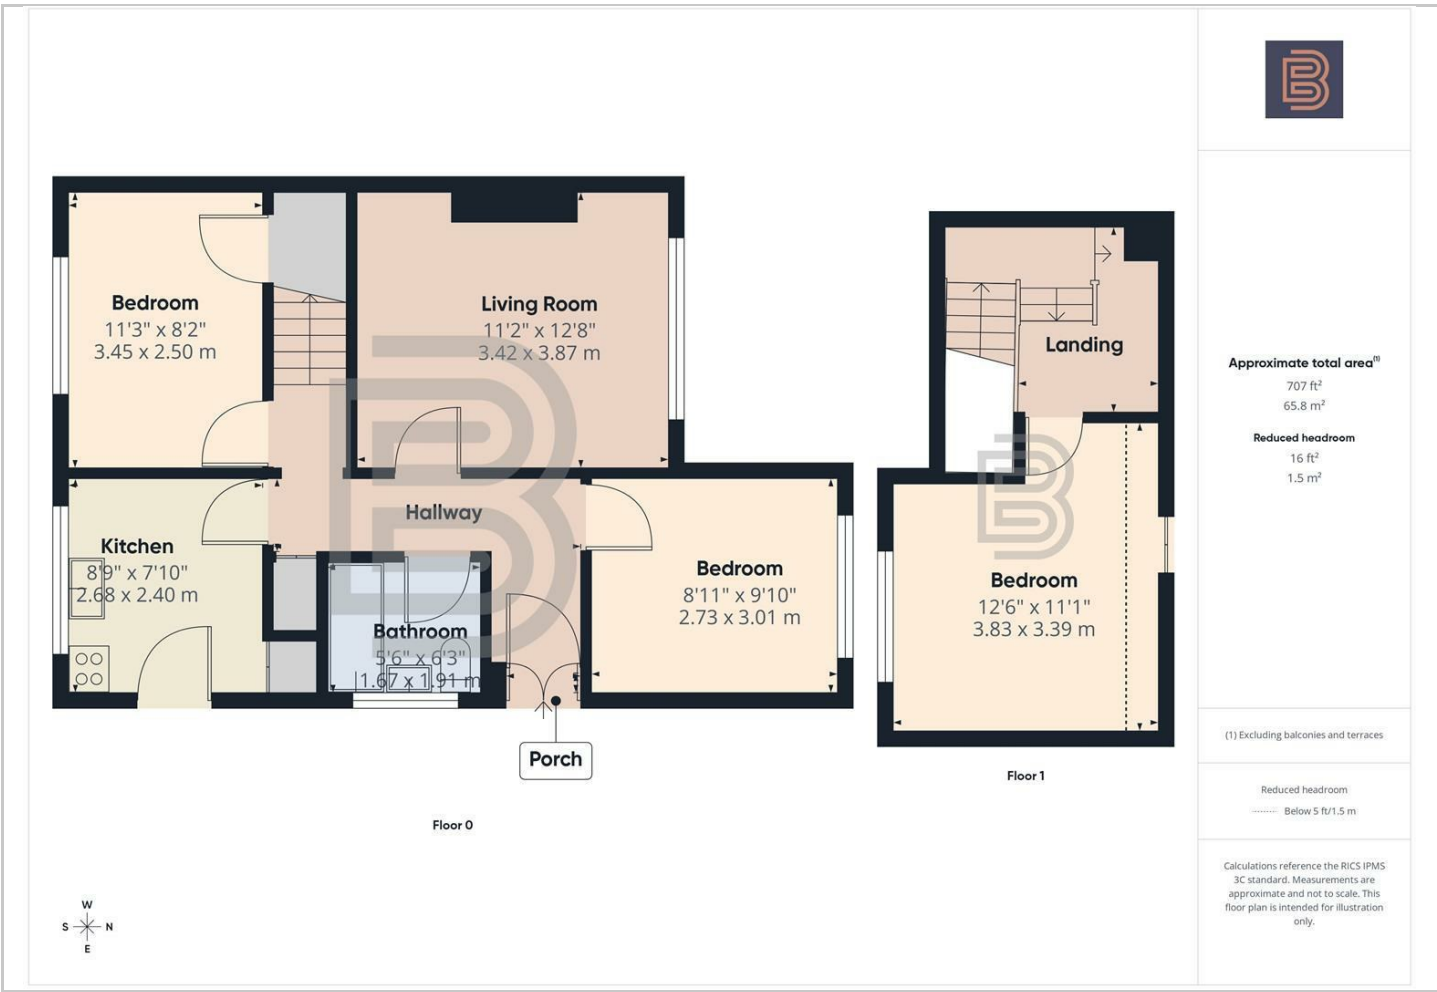 Bedroom
11'3" x 8'2"
3.45 x 2.50 m
Living Room
11'2" x 12'8"
3.42 x 3.87 m
Hallway
Kitchen
8'9" x 7'10"
2.68 x 2.40 m
Bathroom
5'6" x 6'3"
1.67 x 1.91 m
Bedroom
8'11" x 9'10"
2.73 x 3.01 m
Porch
Floor 0
Landing
Bedroom
12'6" x 11'1"
3.83 x 3.39 m
Floor 1
W
S N
E
B
Approximate total area(1)
707 ft²
65.8 m²
Reduced headroom
16 ft²
1.5 m²
(1) Excluding balconies and terraces
Reduced headroom
Below 5 ft/1.5 m
Calculations reference the RICS IPMS
3C standard. Measurements are
approximate and not to scale. This
floor plan is intended for illustration
only.